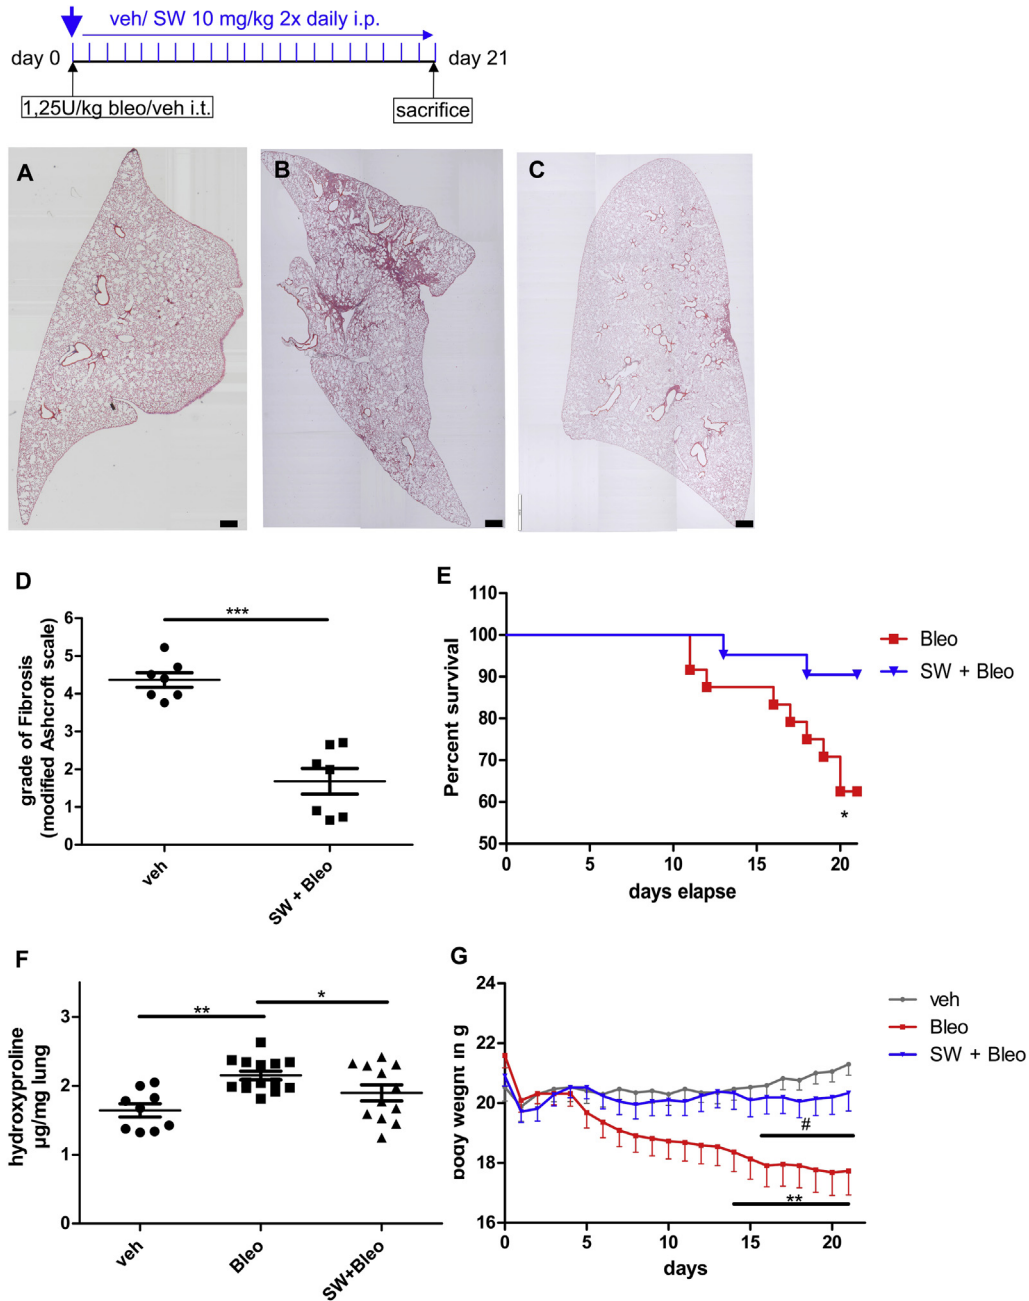 veh/ SW 10 mg/kg 2x daily i.p.
day 0
day 21
1,25U/kg bleo/veh i.t.
sacrifice
A
B
C
D
grade of Fibrosis
(modified Ashcroft scale)
6
5
4
3
2
1
0
***
veh
SW + Bleo
E
Percent survival
110
100
90
80
70
60
50
0
5
10
15
20
days elapse
*
Bleo
SW + Bleo
F
hydroxyproline
µg/mg lung
3
2
1
0
**
*
veh
Bleo
SW+Bleo
G
body weight in g
24
22
20
18
16
0
5
10
15
20
days
#
**
veh
Bleo
SW + Bleo